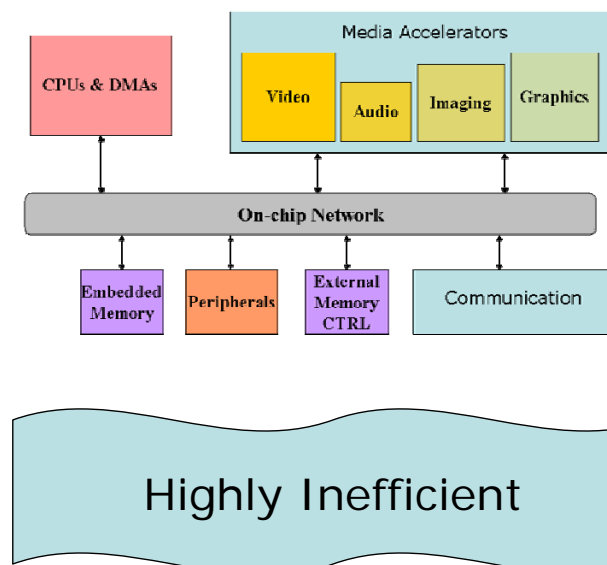 Media Accelerators
CPUs & DMAs
Video
Audio
Imaging
Graphics
On-chip Network
Embedded
Memory
Peripherals
External
Memory
CTRL
Communication
Highly Inefficient